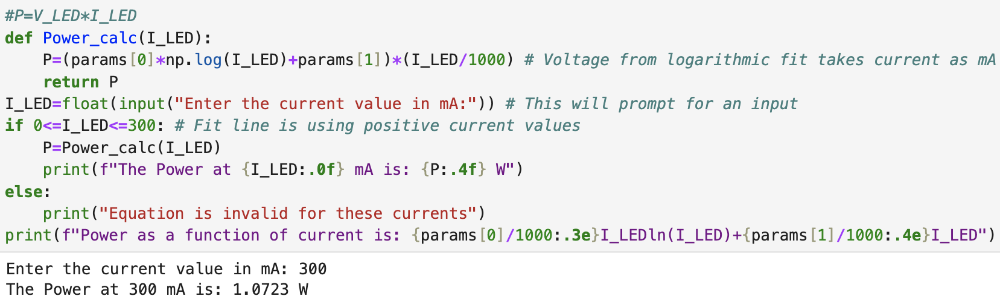 #P=V_LED*I_LED
def Power_calc(I_LED):
    P=(params[0]*np.log(I_LED)+params[1])*(I_LED/1000) # Voltage from logarithmic fit takes current as mA
    return P
I_LED=float(input("Enter the current value in mA:")) # This will prompt for an input
if 0<=I_LED<=300: # Fit line is using positive current values
    P=Power_calc(I_LED)
    print(f"The Power at {I_LED:.0f} mA is: {P:.4f} W")
else:
    print("Equation is invalid for these currents")
print(f"Power as a function of current is: {params[0]/1000:.3e}I_LEDln(I_LED)+{params[1]/1000:.4e}I_LED")
Enter the current value in mA: 300
The Power at 300 mA is: 1.0723 W